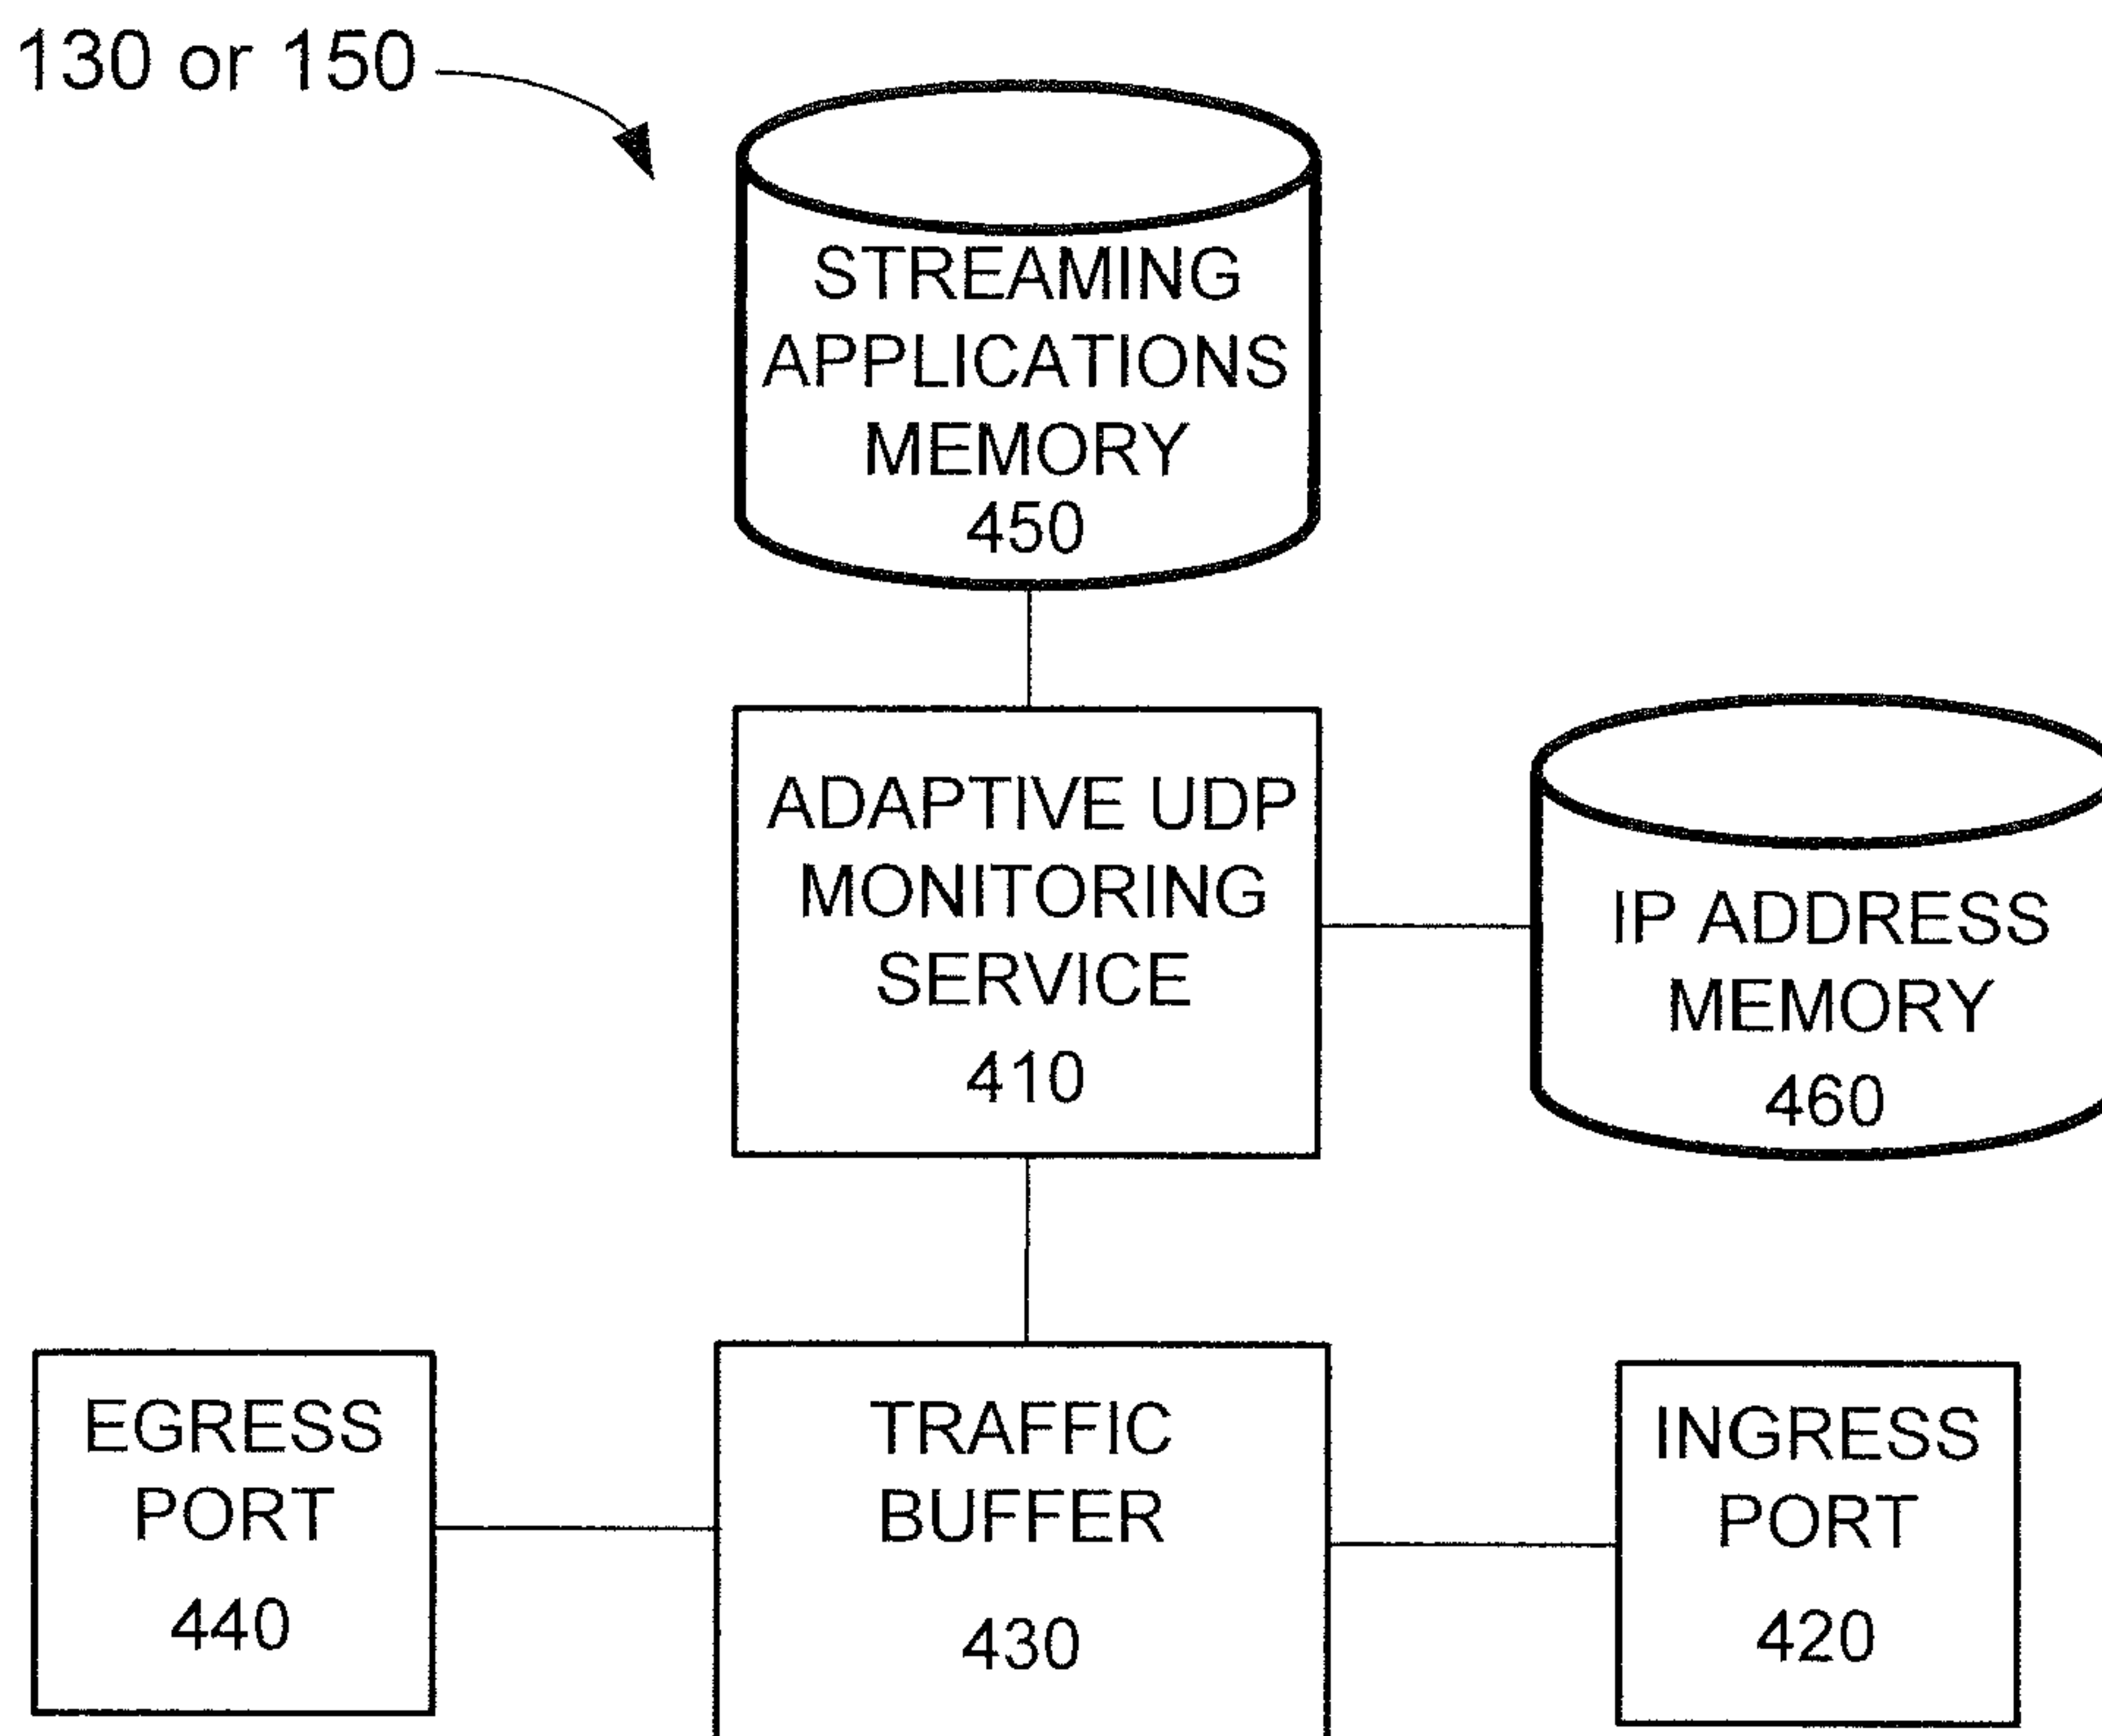 130 or 150
STREAMING
APPLICATIONS
MEMORY
450
ADAPTIVE UDP
MONITORING
SERVICE
410
IP ADDRESS
MEMORY
460
EGRESS
PORT
440
TRAFFIC
BUFFER
430
INGRESS
PORT
420